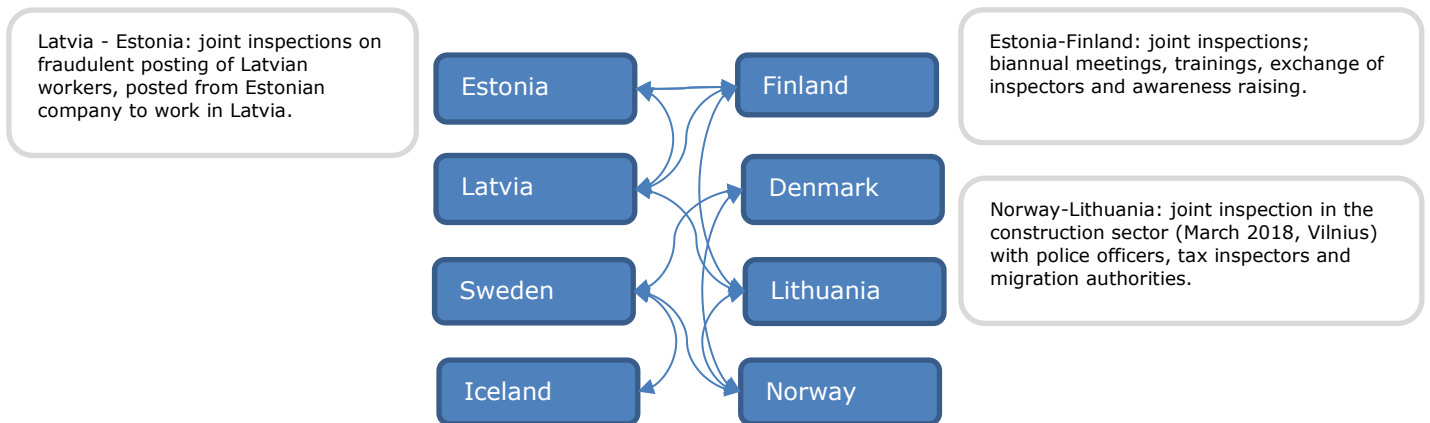 Latvia - Estonia: joint inspections on
fraudulent posting of Latvian
workers, posted from Estonian
company to work in Latvia.
Estonia
Latvia
Sweden
Iceland
Finland
Denmark
Lithuania
Norway
Estonia-Finland: joint inspections;
biannual meetings, trainings, exchange of
inspectors and awareness raising.
Norway-Lithuania: joint inspection in the
construction sector (March 2018, Vilnius)
with police officers, tax inspectors and
migration authorities.